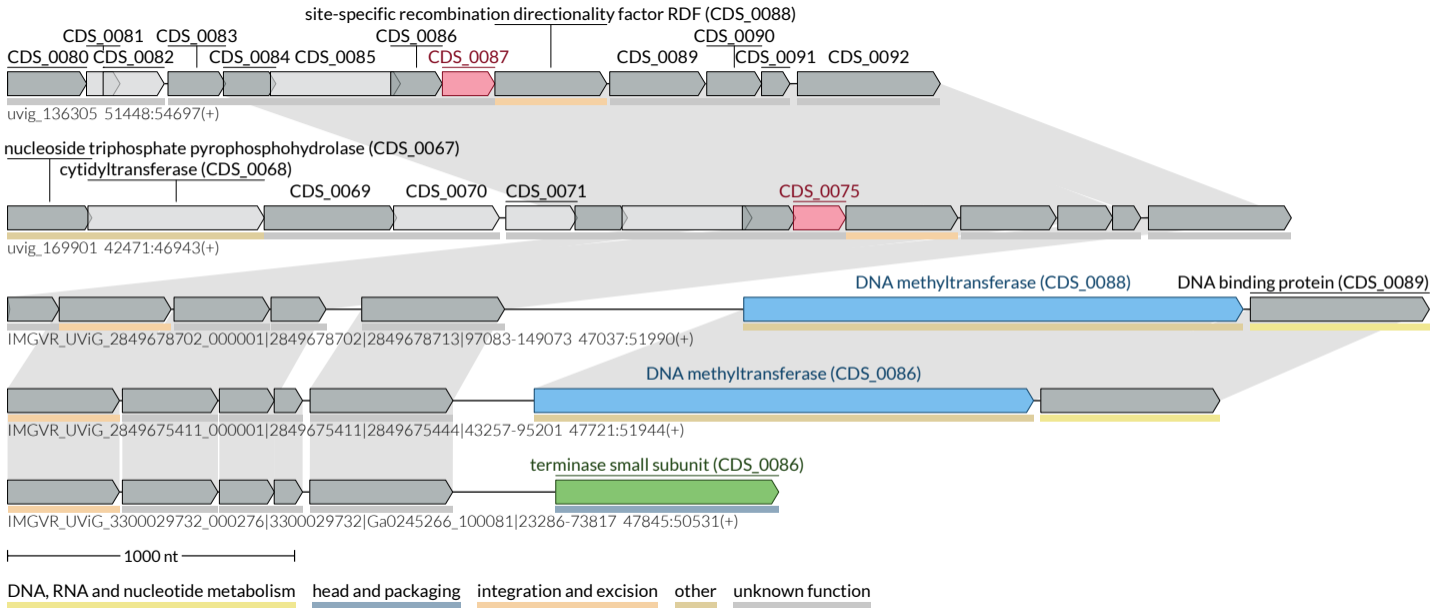 site-specific recombination directionality factor RDF (CDS_0088)
CDS_0081 CDS_0083 CDS_0086 CDS_0090
CDS_0080 CDS_0082 CDS_0084 CDS_0085 CDS_0087 CDS_0089 CDS_0091 CDS_0092
uvig_136305 51448:54697(+)
nucleoside triphosphate pyrophosphohydrolase (CDS_0067)
cytidyltransferase (CDS_0068)
CDS_0069 CDS_0070 CDS_0071 CDS_0075
uvig_169901 42471:46943(+)
DNA methyltransferase (CDS_0088) DNA binding protein (CDS_0089)
IMGVR_UViG_2849678702_000001|2849678702|2849678713|97083-149073 47037:51990(+)
DNA methyltransferase (CDS_0086)
IMGVR_UViG_2849675411_000001|2849675411|2849675444|43257-95201 47721:51944(+)
terminase small subunit (CDS_0086)
IMGVR_UViG_3300029732_000276|3300029732|Ga0245266_100081|23286-73817 47845:50531(+)
1000 nt
DNA, RNA and nucleotide metabolism head and packaging integration and excision other unknown function